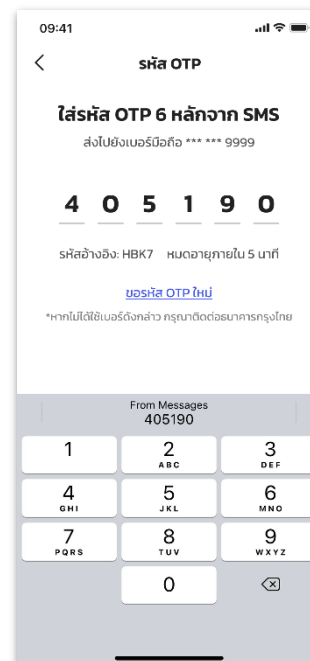 09:41
รหัส OTP
ใส่รหัส OTP 6 หลักจาก SMS
ส่งไปยังเบอร์มือถือ *** *** 9999
4 0 5 1 9 0
รหัสอ้างอิง: HBK7 หมดอายุภายใน 5 นาที
ขอรหัส OTP ใหม่
*หากไม่ได้ใช้เบอร์ดังกล่าว กรุณาติดต่อธนาคารกรุงไทย
From Messages
405190
1 2 3
ABC DEF
4 5 6
GHI JKL MNO
7 8 9
PQRS TUV WXYZ
0